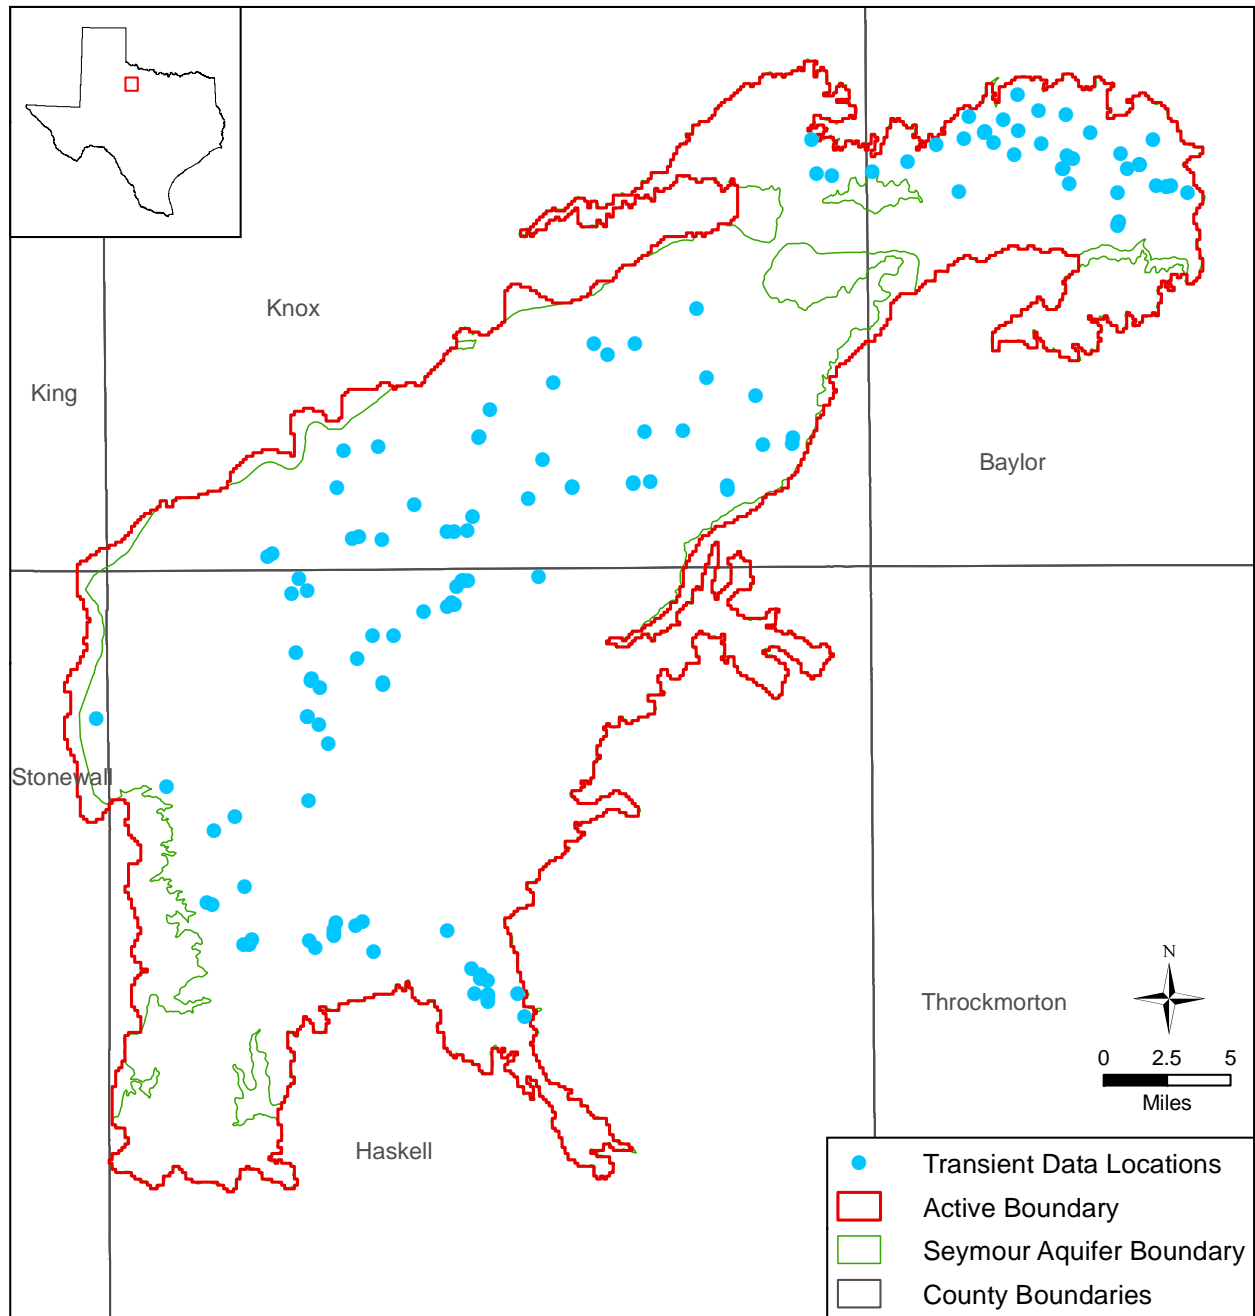 Knox
King
Baylor
Stonewall
N
Throckmorton
0 2.5 5
Miles
Haskell
Transient Data Locations
Active Boundary
Seymour Aquifer Boundary
County Boundaries